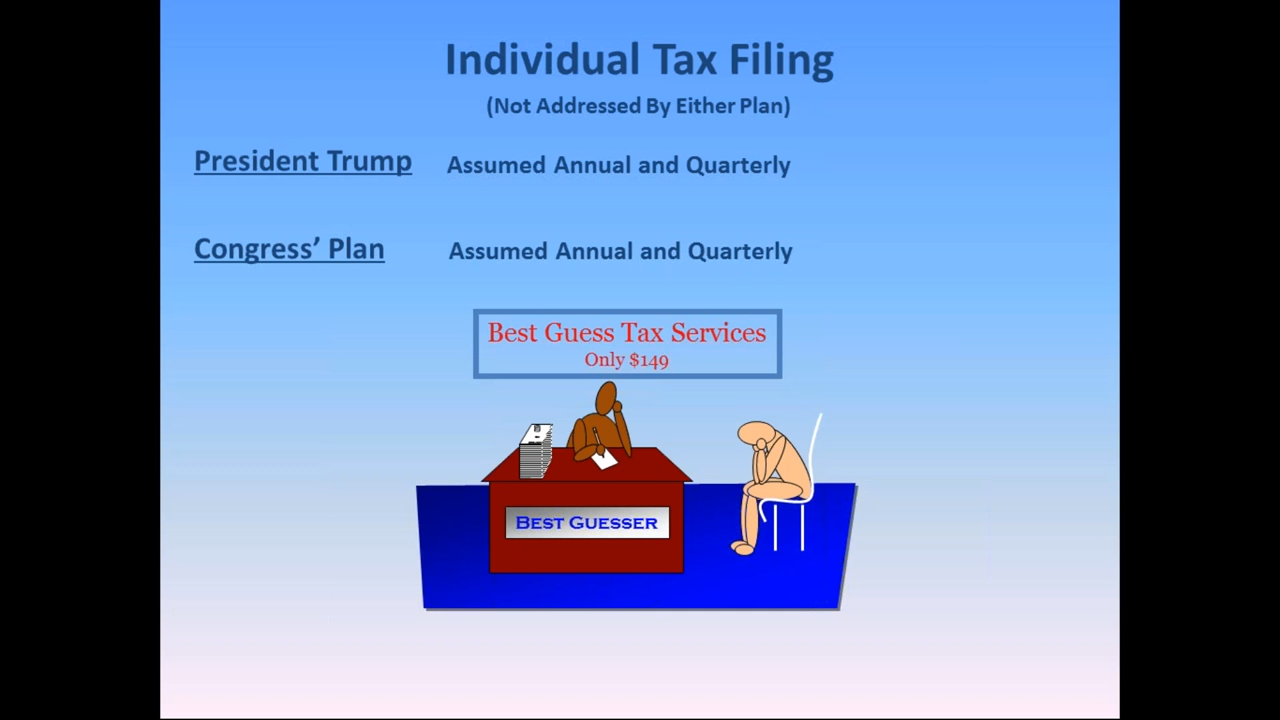 Individual Tax Filing
(Not Addressed By Either Plan)
President Trump Assumed Annual and Quarterly
Congress’ Plan Assumed Annual and Quarterly
Best Guess Tax Services
Only $149
BEST GUESSER